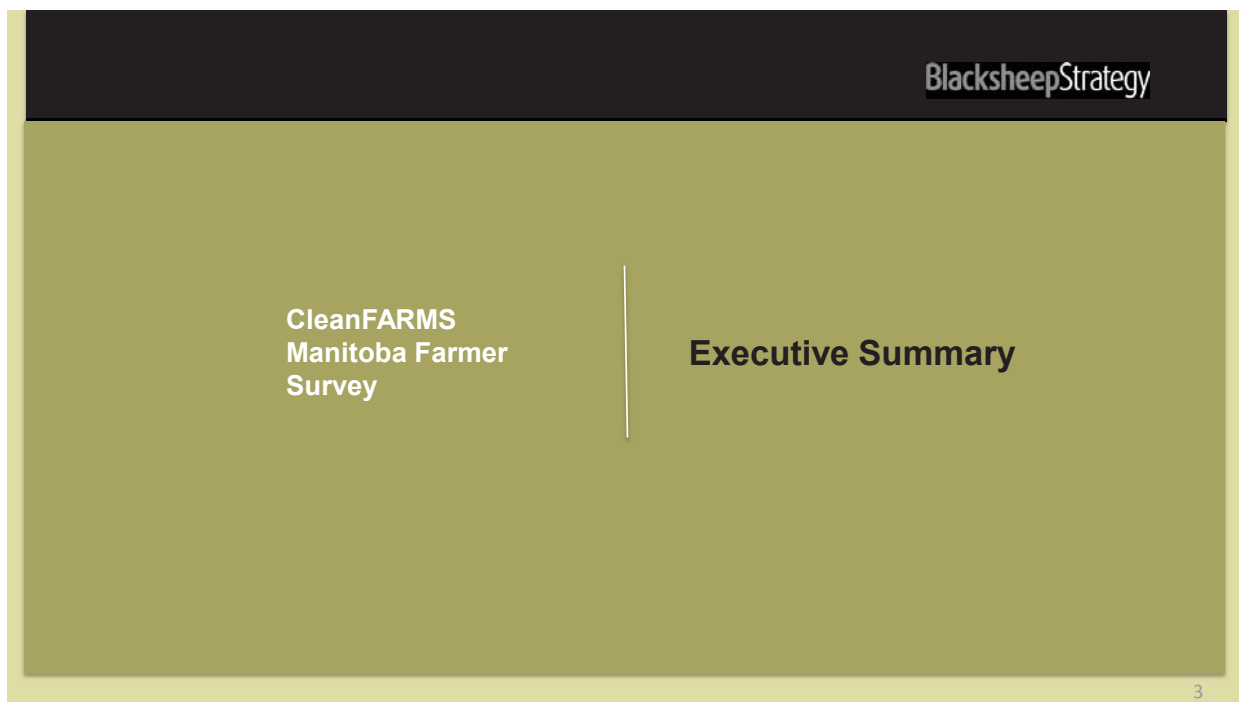 BlacksheepStrategy
CleanFARMS
Manitoba Farmer
Survey
Executive Summary
3